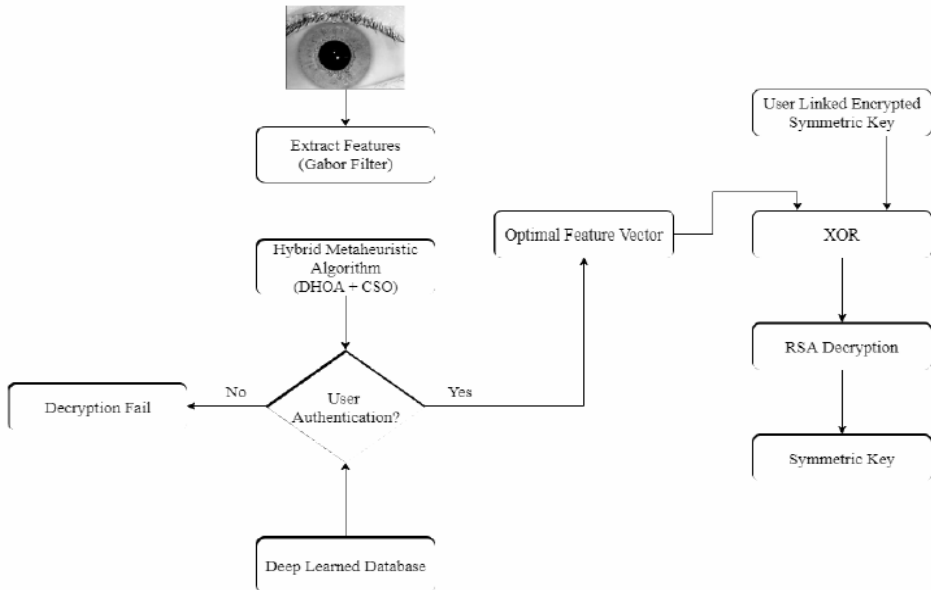 Extract Features
(Gabor Filter)
User Linked Encrypted
Symmetric Key
Hybrid Metaheuristic
Algorithm
(DHOA + CSO)
Optimal Feature Vector
XOR
RSA Decryption
No
Yes
Decryption Fail
User
Authentication?
Symmetric Key
Deep Learned Database